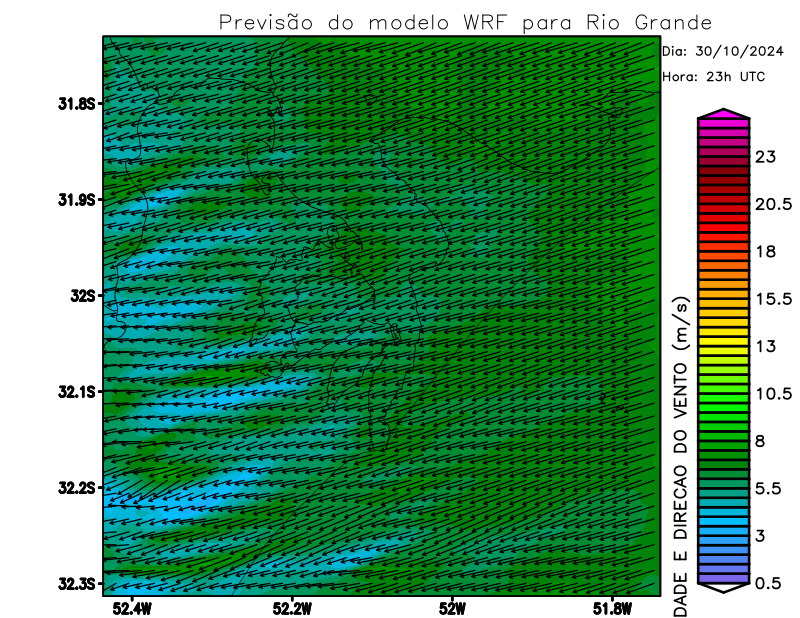 Previsão do modelo WRF para Rio Grande
Dia: 30/10/2024
Hora: 23h UTC
31.8S
31.9S
32S
32.1S
32.2S
32.3S
52.4W
52.2W
52W
51.8W
23
20.5
18
15.5
13
10.5
8
5.5
3
0.5
DADE E DIRECAO DO VENTO (m/s)